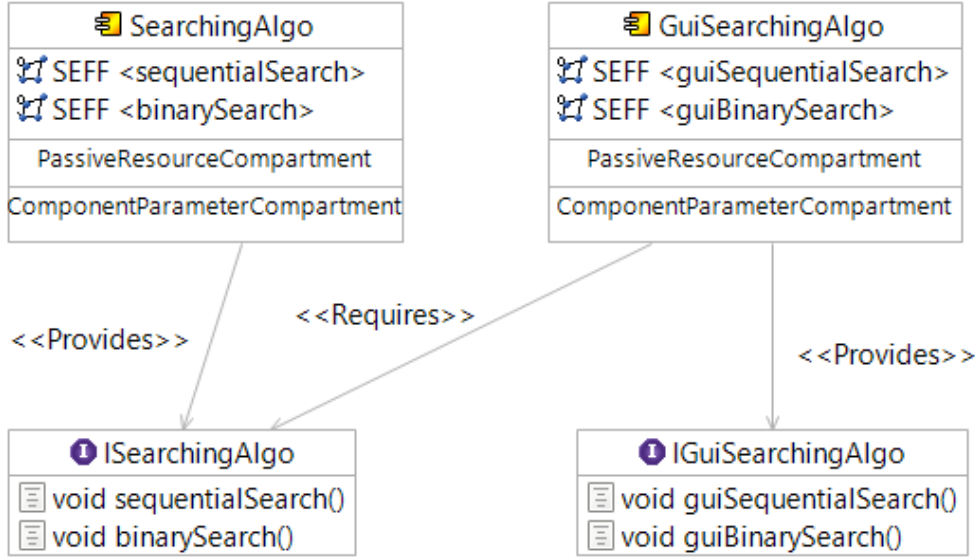 SearchingAlgo
SEFF <sequentialSearch>
SEFF <binarySearch>
PassiveResourceCompartment
ComponentParameterCompartment
GuiSearchingAlgo
SEFF <guiSequentialSearch>
SEFF <guiBinarySearch>
PassiveResourceCompartment
ComponentParameterCompartment
<<Provides>>
<<Requires>>
<<Provides>>
I ISearchingAlgo
void sequentialSearch()
void binarySearch()
I IGuiSearchingAlgo
void guiSequentialSearch()
void guiBinarySearch()